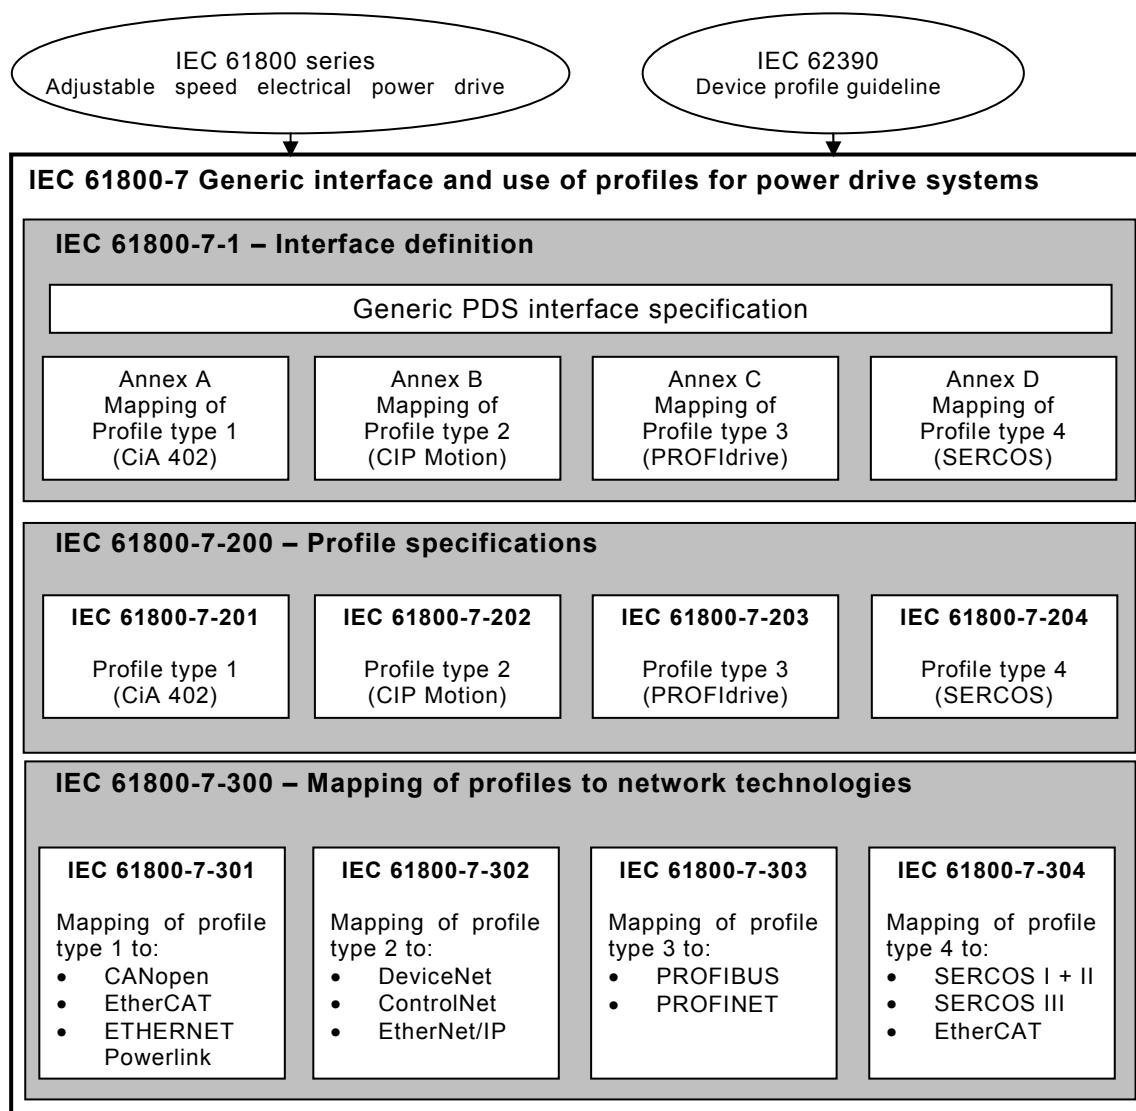 IEC 61800 series
Adjustable speed electrical power drive
IEC 62390
Device profile guideline
IEC 61800-7 Generic interface and use of profiles for power drive systems
IEC 61800-7-1 – Interface definition
Generic PDS interface specification
Annex A
Mapping of
Profile type 1
(CiA 402)
Annex B
Mapping of
Profile type 2
(CIP Motion)
Annex C
Mapping of
Profile type 3
(PROFIdrive)
Annex D
Mapping of
Profile type 4
(SERCOS)
IEC 61800-7-200 – Profile specifications
IEC 61800-7-201
Profile type 1
(CiA 402)
IEC 61800-7-202
Profile type 2
(CIP Motion)
IEC 61800-7-203
Profile type 3
(PROFIdrive)
IEC 61800-7-204
Profile type 4
(SERCOS)
IEC 61800-7-300 – Mapping of profiles to network technologies
IEC 61800-7-301
Mapping of profile
type 1 to:
• CANopen
• EtherCAT
• ETHERNET
Powerlink
IEC 61800-7-302
Mapping of profile
type 2 to:
• DeviceNet
• ControlNet
• EtherNet/IP
IEC 61800-7-303
Mapping of profile
type 3 to:
• PROFIBUS
• PROFINET
IEC 61800-7-304
Mapping of profile
type 4 to:
• SERCOS I + II
• SERCOS III
• EtherCAT